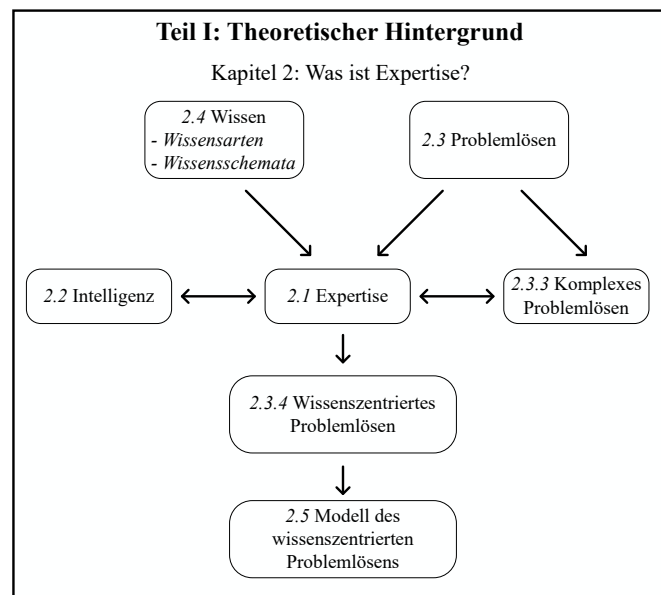 Teil I: Theoretischer Hintergrund
Kapitel 2: Was ist Expertise?
2.4 Wissen
- Wissensarten
- Wissensschemata
2.3 Problemlösen
2.2 Intelligenz
2.1 Expertise
2.3.3 Komplexes
Problemlösen
2.3.4 Wissenszentriertes
Problemlösen
2.5 Modell des
wissenszentrierten
Problemlösens